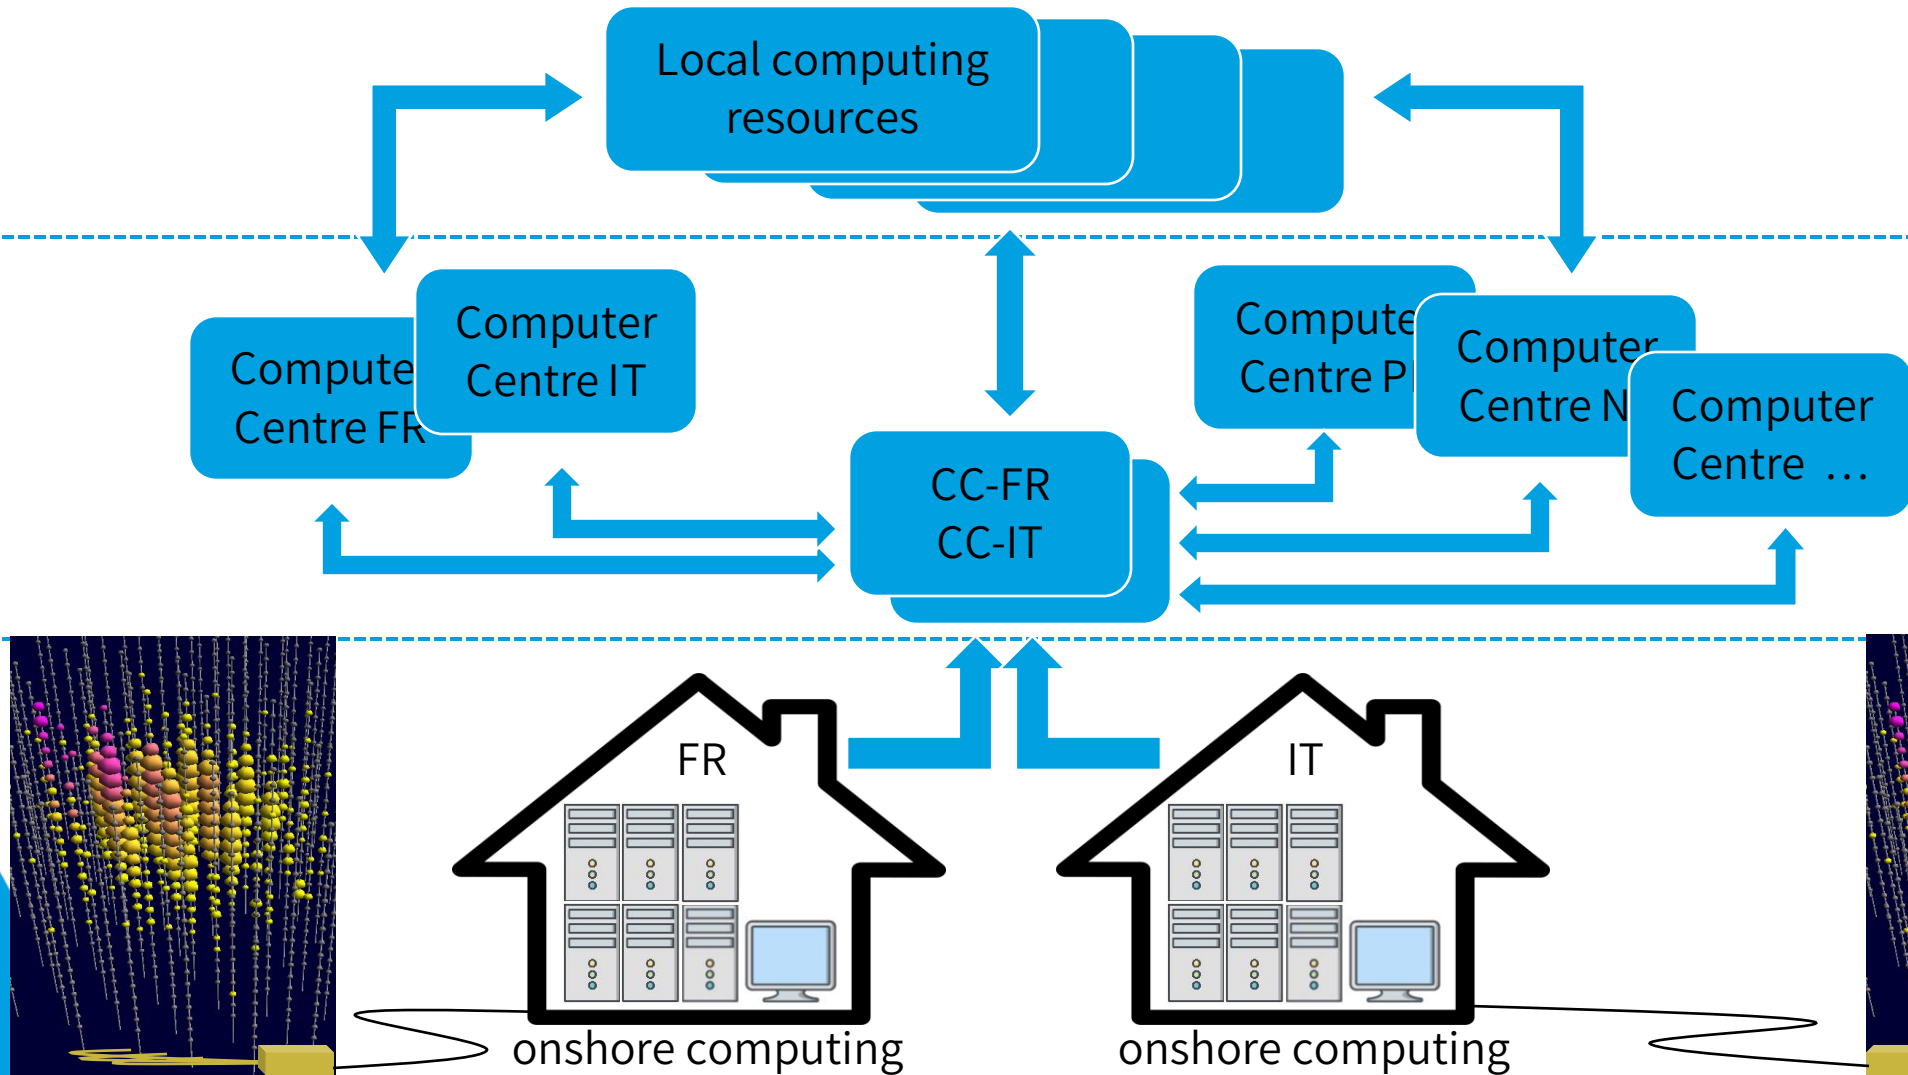 Local computing
resources
Computer
Centre IT
Compute
Centre FR
Compute
Centre P
Computer
Centre N
Computer
Centre …
CC-FR
CC-IT
FR
IT
onshore computing
onshore computing